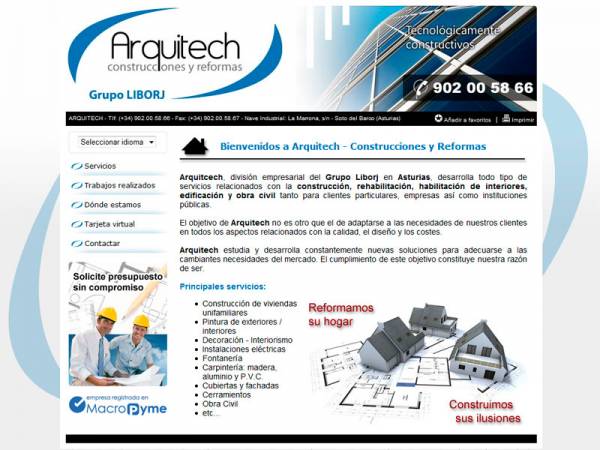 Arquitech
construcciones y reformas
Grupo LIBORJ
Tecnológicamente
constructivos
902 00 58 66
ARQUITECH - Tlf: (+34) 902.00.58.66 - Fax: (+34) 902.00.58.67 - Nave Industrial: La Marrona, s/n - Soto del Barco (Asturias)
Añadir a favoritos | Imprimir
Seleccionar idioma
Servicios
Trabajos realizados
Dónde estamos
Tarjeta virtual
Contactar
Solicite presupuesto
sin compromiso
empresa registrada en
MacroPyme
Bienvenidos a Arquitech - Construcciones y Reformas
Arquitcech, división empresarial del Grupo Liborj en Asturias, desarrolla todo tipo de
servicios relacionados con la construcción, rehabilitación, habilitación de interiores,
edificación y obra civil tanto para clientes particulares, empresas así como instituciones
públicas.
El objetivo de Arquitech no es otro que el de adaptarse a las necesidades de nuestros clientes
en todos los aspectos relacionados con la calidad, el diseño y los costes.
Arquitech estudia y desarrolla constantemente nuevas soluciones para adecuarse a las
cambiantes necesidades del mercado. El cumplimiento de este objetivo constituye nuestra razón
de ser.
Principales servicios:
Construcción de viviendas
unifamiliares
Pintura de exteriores /
interiores
Decoración - Interiorismo
Instalaciones eléctricas
Fontanería
Carpintería: madera,
aluminio y P.V.C.
Cubiertas y fachadas
Cerramientos
Obra Civil
etc...
Reformamos
su hogar
Construimos
sus ilusiones